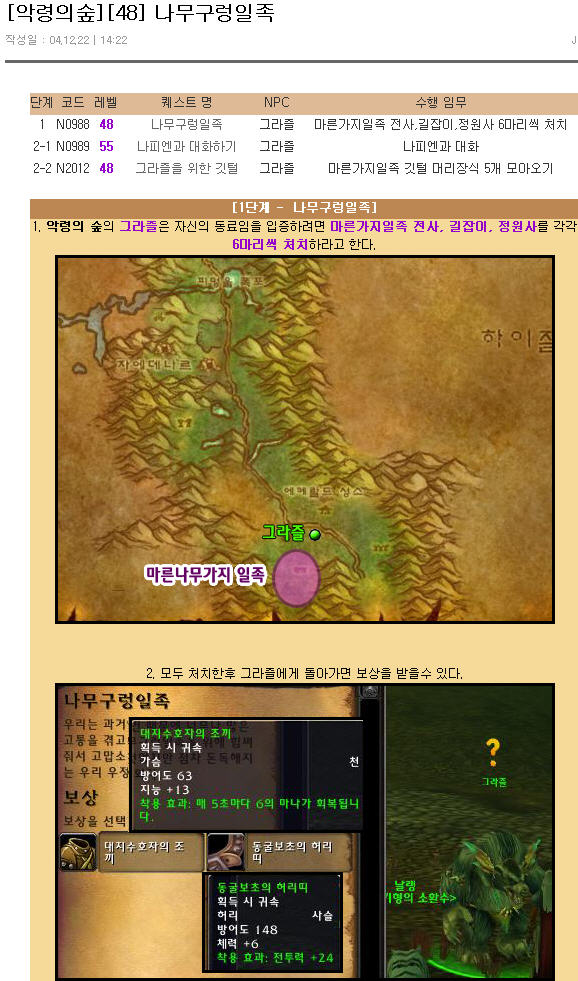 [악령의숲][48] 나무구렁일족
작성일 : 04,12,22 | 14:22
J
단계 코드 레벨 퀘스트 명 NPC 수행 임무
1 N0988 48 나무구렁일족 그라즐 마른가지일족 전사,길잡이,정원사 6마리씩 처치
2-1 N0989 55 나피엔과 대화하기 그라즐 나피엔과 대화
2-2 N2012 48 그라즐을 위한 깃털 그라즐 마른가지일족 깃털 머리장식 5개 모아오기
[1단계 - 나무구렁일족]
1. 악령의 숲의 그라즐은 자신의 동료임을 입증하려면 마른가지일족 전사, 길잡이, 정원사를 각각
6마리씩 처치하라고 한다.
피멍울 폭포
하이잘
자에데나르
에메랄드 성소
그라즐
마른나무가지 일족
2. 모두 처치한후 그라즐에게 돌아가면 보상을 받을수 있다.
나무구렁일족
우리는 과거
고통을 겪고
줘서 고맙소
는 우리 우정
보상
보상을 선택
대지수호자의 조끼
획득 시 귀속
가슴 천
방어도 63
지능 +13
착용 효과: 매 5초마다 6의 마나가 회복됩니
다.
대지수호자의 조
끼
동굴보초의 허리
띠
동굴보초의 허리띠
획득 시 귀속
허리 사슬
방어도 148
체력 +6
착용 효과: 전투력 +24
?
그라즐
날랭
형의 소환수>